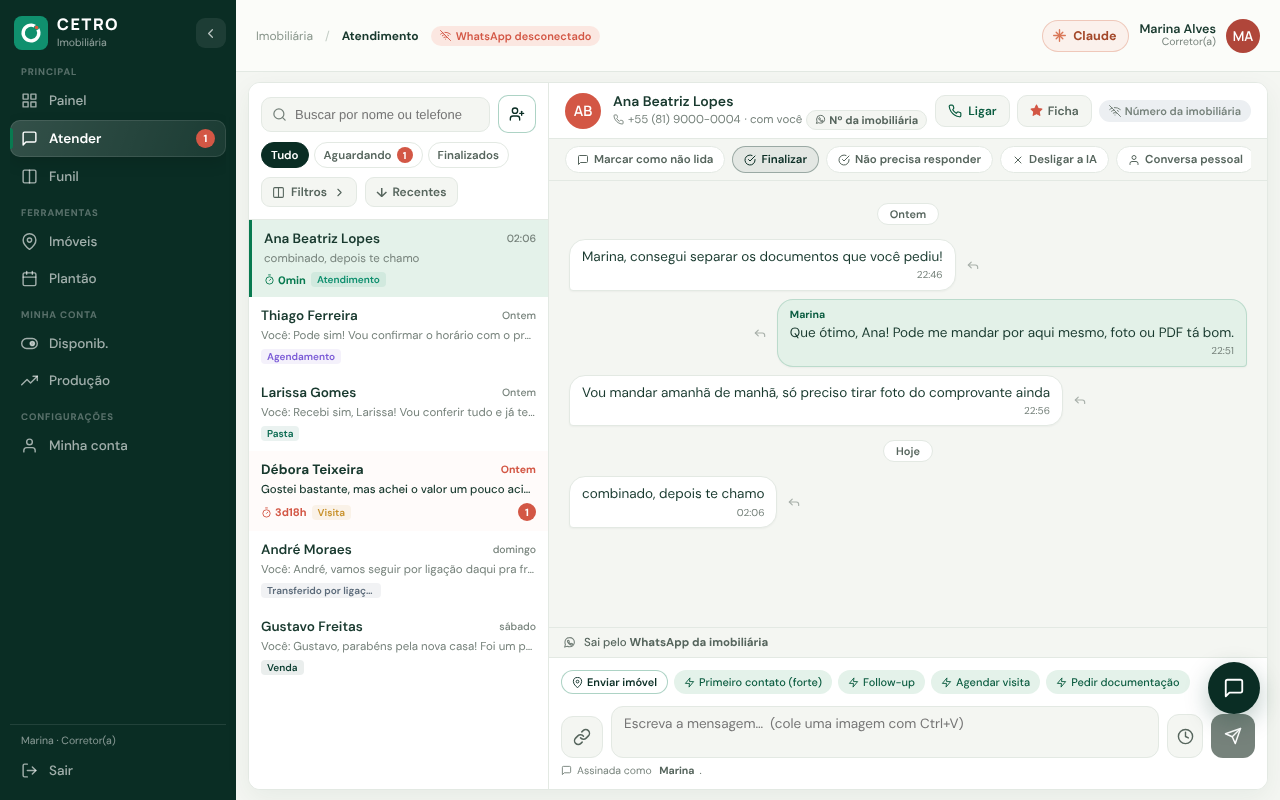 CETRO
Imobiliária
PRINCIPAL
Painel
Atender 1
Funil
FERRAMENTAS
Imóveis
Plantão
MINHA CONTA
Disponib.
Produção
CONFIGURAÇÕES
Minha conta
Marina · Corretor(a)
Sair
Imobiliária / Atendimento WhatsApp desconectado
Claude
Marina Alves
Corretor(a)
MA
Buscar por nome ou telefone
Tudo Aguardando 1 Finalizados
Filtros Recentes
Ana Beatriz Lopes 02:06
combinado, depois te chamo
0min Atendimento
Thiago Ferreira Ontem
Você: Pode sim! Vou confirmar o horário com o pr...
Agendamento
Larissa Gomes Ontem
Você: Recebi sim, Larissa! Vou conferir tudo e já te...
Pasta
Débora Teixeira Ontem
Gostei bastante, mas achei o valor um pouco aci...
3d18h Visita 1
André Moraes domingo
Você: André, vamos seguir por ligação daqui pra fr...
Transferido por ligaç...
Gustavo Freitas sábado
Você: Gustavo, parabéns pela nova casa! Foi um p...
Venda
AB
Ana Beatriz Lopes
+55 (81) 9000-0004 · com você Nº da imobiliária
Ligar Ficha Número da imobiliária
Marcar como não lida Finalizar Não precisa responder Desligar a IA Conversa pessoal
Ontem
Marina, consegui separar os documentos que você pediu!
22:46
Marina
Que ótimo, Ana! Pode me mandar por aqui mesmo, foto ou PDF tá bom.
22:51
Vou mandar amanhã de manhã, só preciso tirar foto do comprovante ainda
22:56
Hoje
combinado, depois te chamo
02:06
Sai pelo WhatsApp da imobiliária
Enviar imóvel Primeiro contato (forte) Follow-up Agendar visita Pedir documentação
Escreva a mensagem... (cole uma imagem com Ctrl+V)
Assinada como Marina .